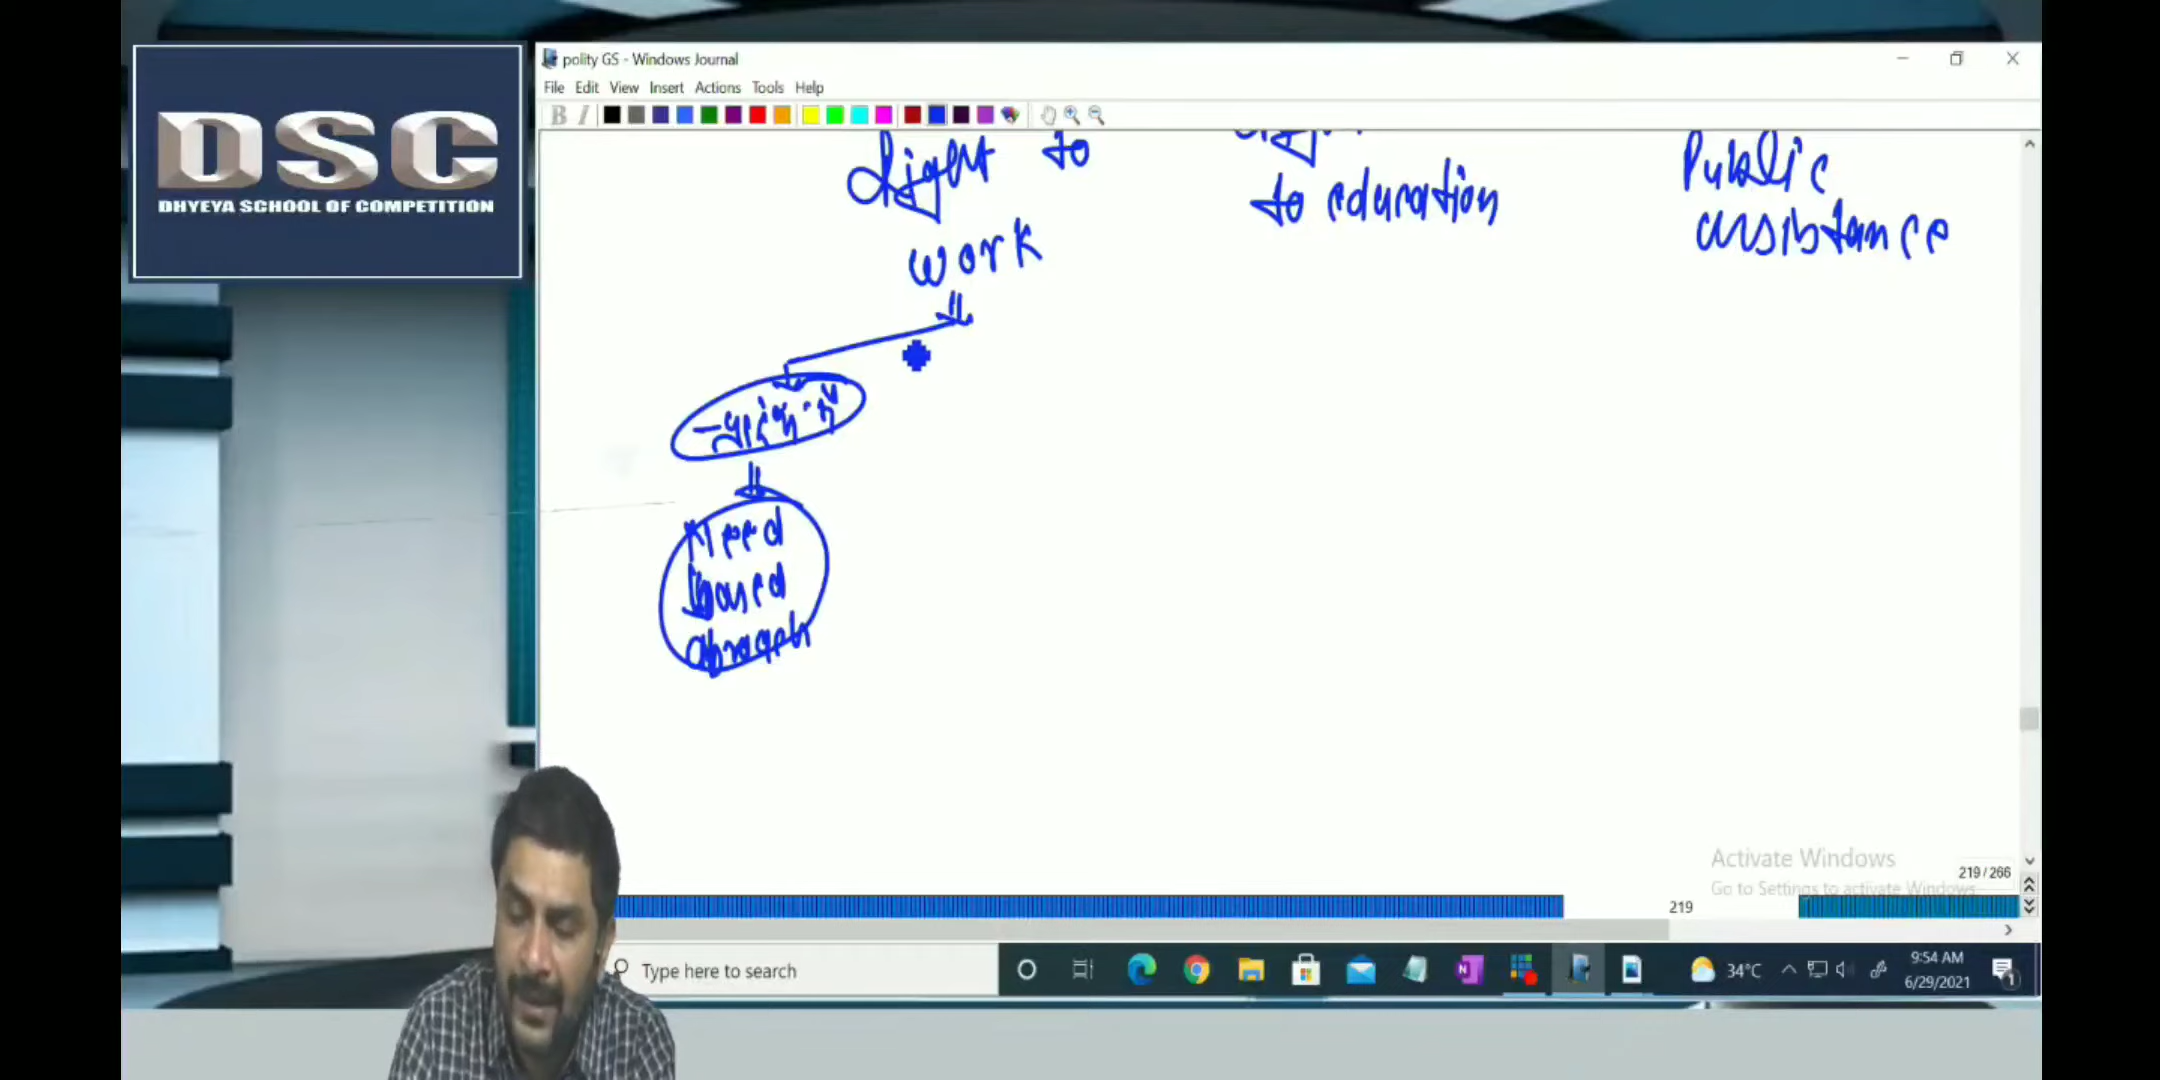 DSC
DHYEYA SCHOOL OF COMPETITION
polity GS - Windows Journal
File Edit View Insert Actions Tools Help
B I
Right to
work
to education
Public
assistance
Need
based
Activate Windows
Go to Settings to activate Windows.
219 / 266
219
Type here to search
34°C
9:54 AM
6/29/2021
1